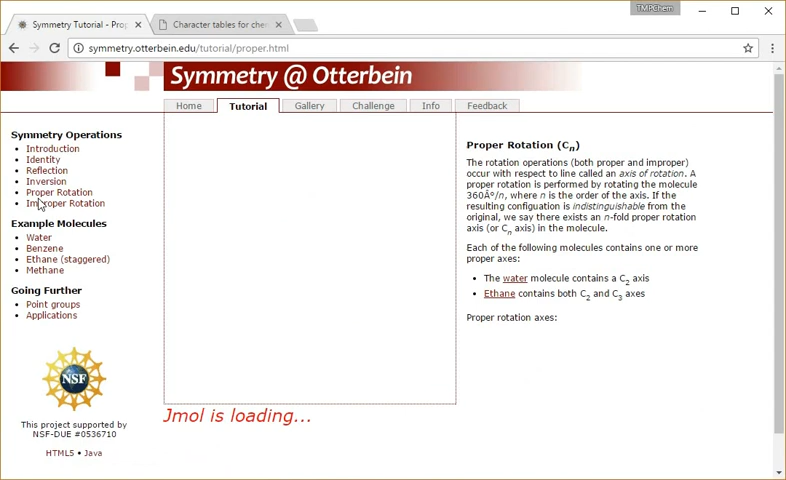 TMPChem
Symmetry Tutorial - Prop
Character tables for cher
symmetry.otterbein.edu/tutorial/proper.html
Symmetry @ Otterbein
Home
Tutorial
Gallery
Challenge
Info
Feedback
Symmetry Operations
• Introduction
• Identity
• Reflection
• Inversion
• Proper Rotation
• Improper Rotation
Example Molecules
• Water
• Benzene
• Ethane (staggered)
• Methane
Going Further
• Point groups
• Applications
NSF
This project supported by
NSF-DUE #0536710
HTML5 • Java
Jmol is loading...
Proper Rotation (Cn)
The rotation operations (both proper and improper)
occur with respect to line called an axis of rotation. A
proper rotation is performed by rotating the molecule
360Â°/n, where n is the order of the axis. If the
resulting configuation is indistinguishable from the
original, we say there exists an n-fold proper rotation
axis (or Cn axis) in the molecule.
Each of the following molecules contains one or more
proper axes:
• The water molecule contains a C2 axis
• Ethane contains both C2 and C3 axes
Proper rotation axes: